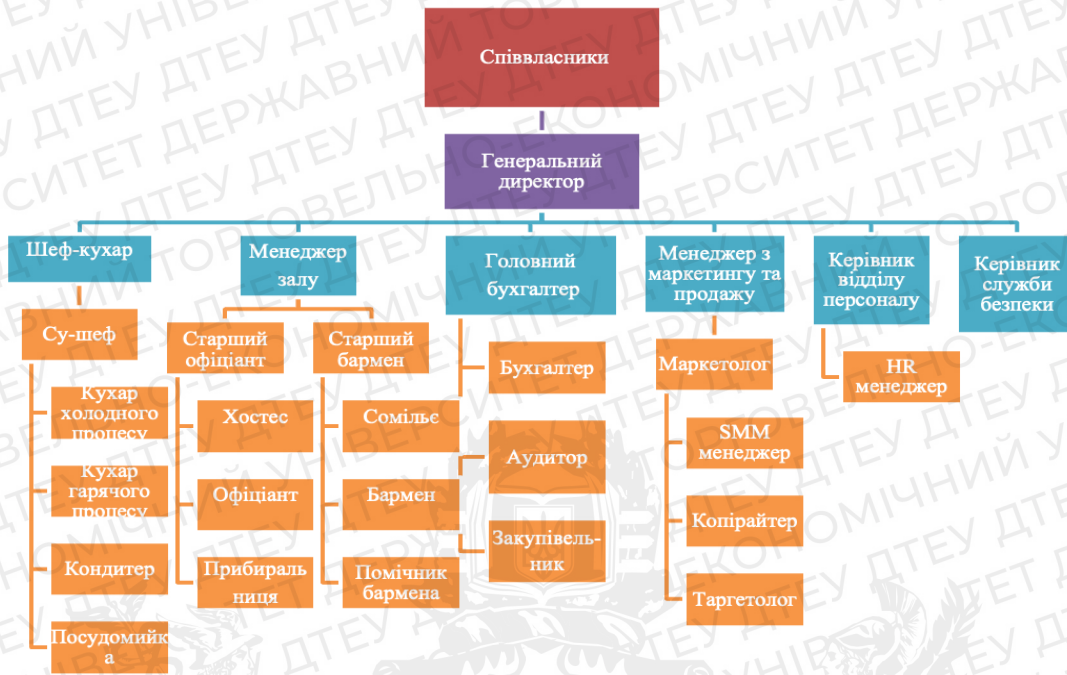 Співвласники
Генеральний
директор
Шеф-кухар
Менеджер
залу
Головний
бухгалтер
Менеджер з
маркетингу та
продажу
Керівник
відділу
персоналу
Керівник
служби
безпеки
Су-шеф
Кухар
холодного
процесу
Кухар
гарячого
процесу
Кондитер
Посудомийк
а
Старший
офіціант
Хостес
Офіціант
Прибираль
ниця
Старший
бармен
Сомільє
Бармен
Помічник
бармена
Бухгалтер
Аудитор
Закупівель-
ник
Маркетолог
SMM
менеджер
Копірайтер
Таргетолог
HR
менеджер